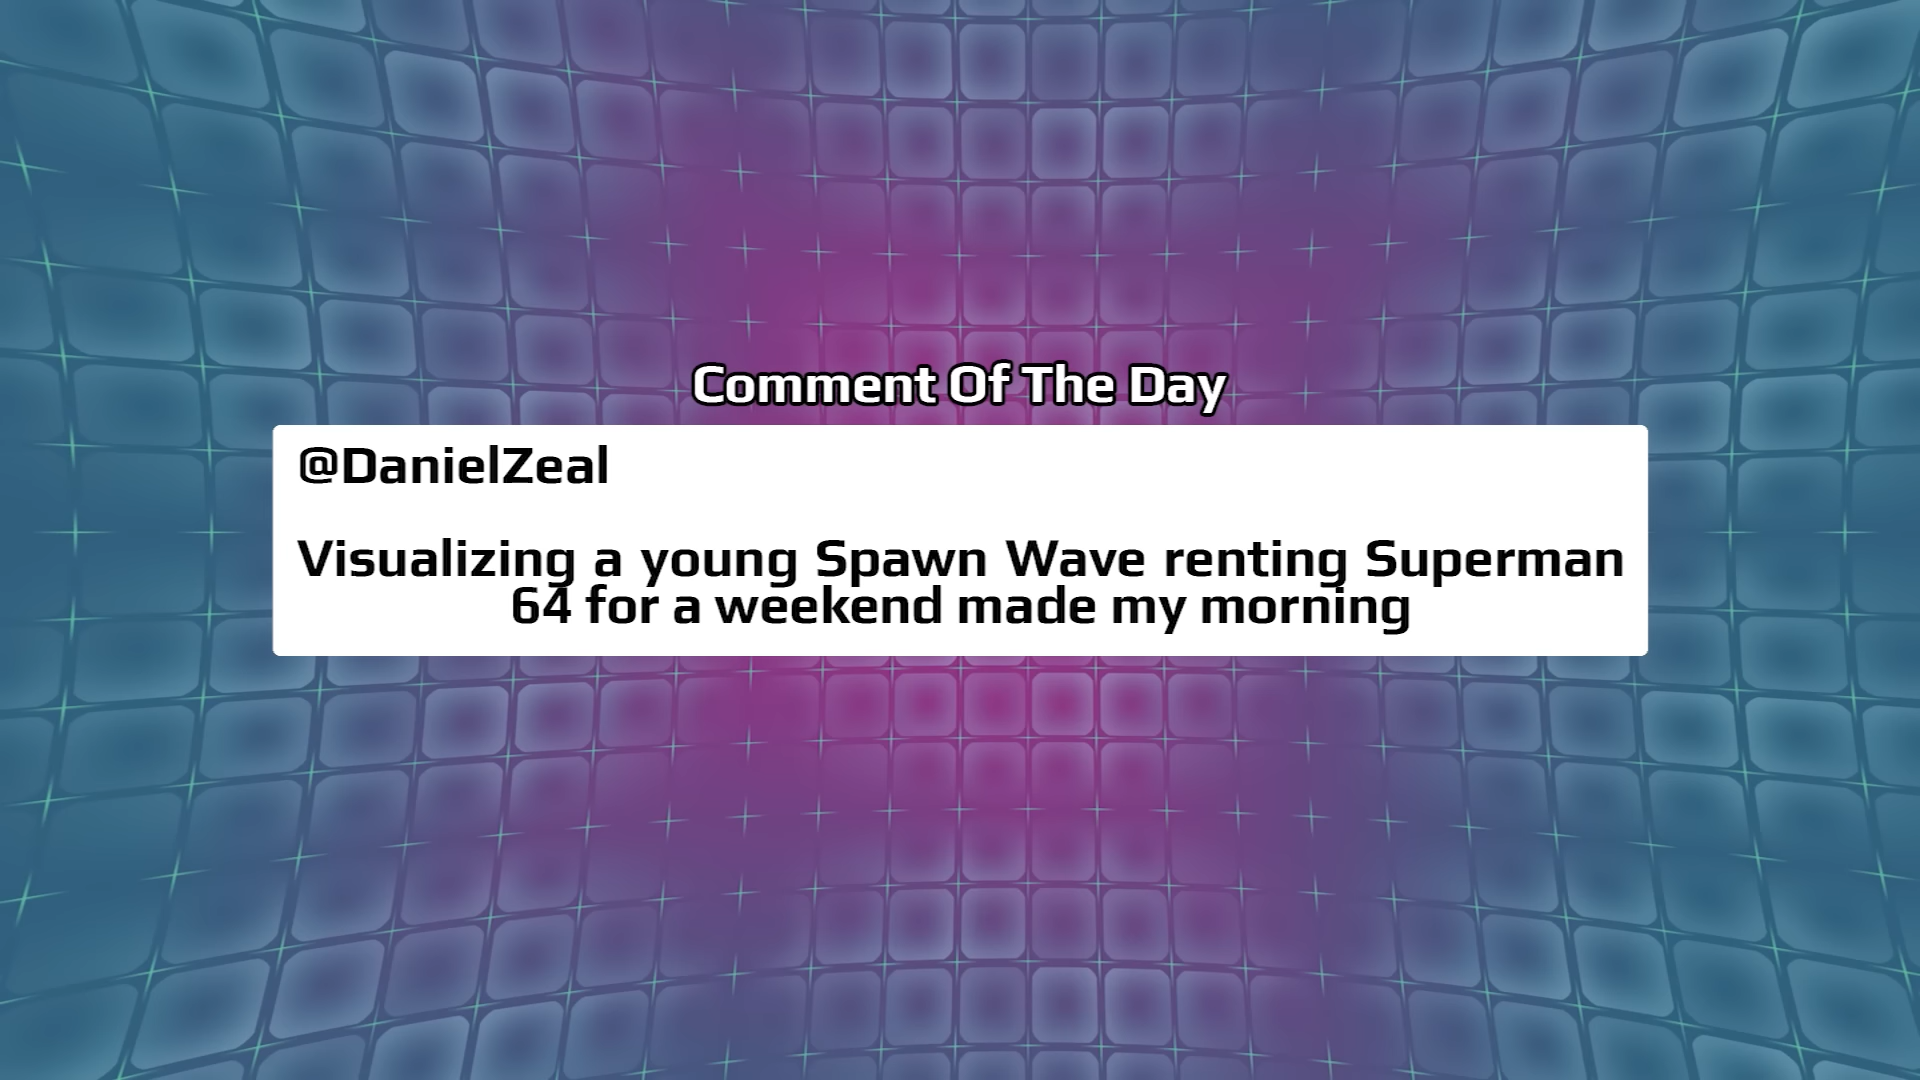 Comment Of The Day
@DanielZeal
Visualizing a young Spawn Wave renting Superman
64 for a weekend made my morning